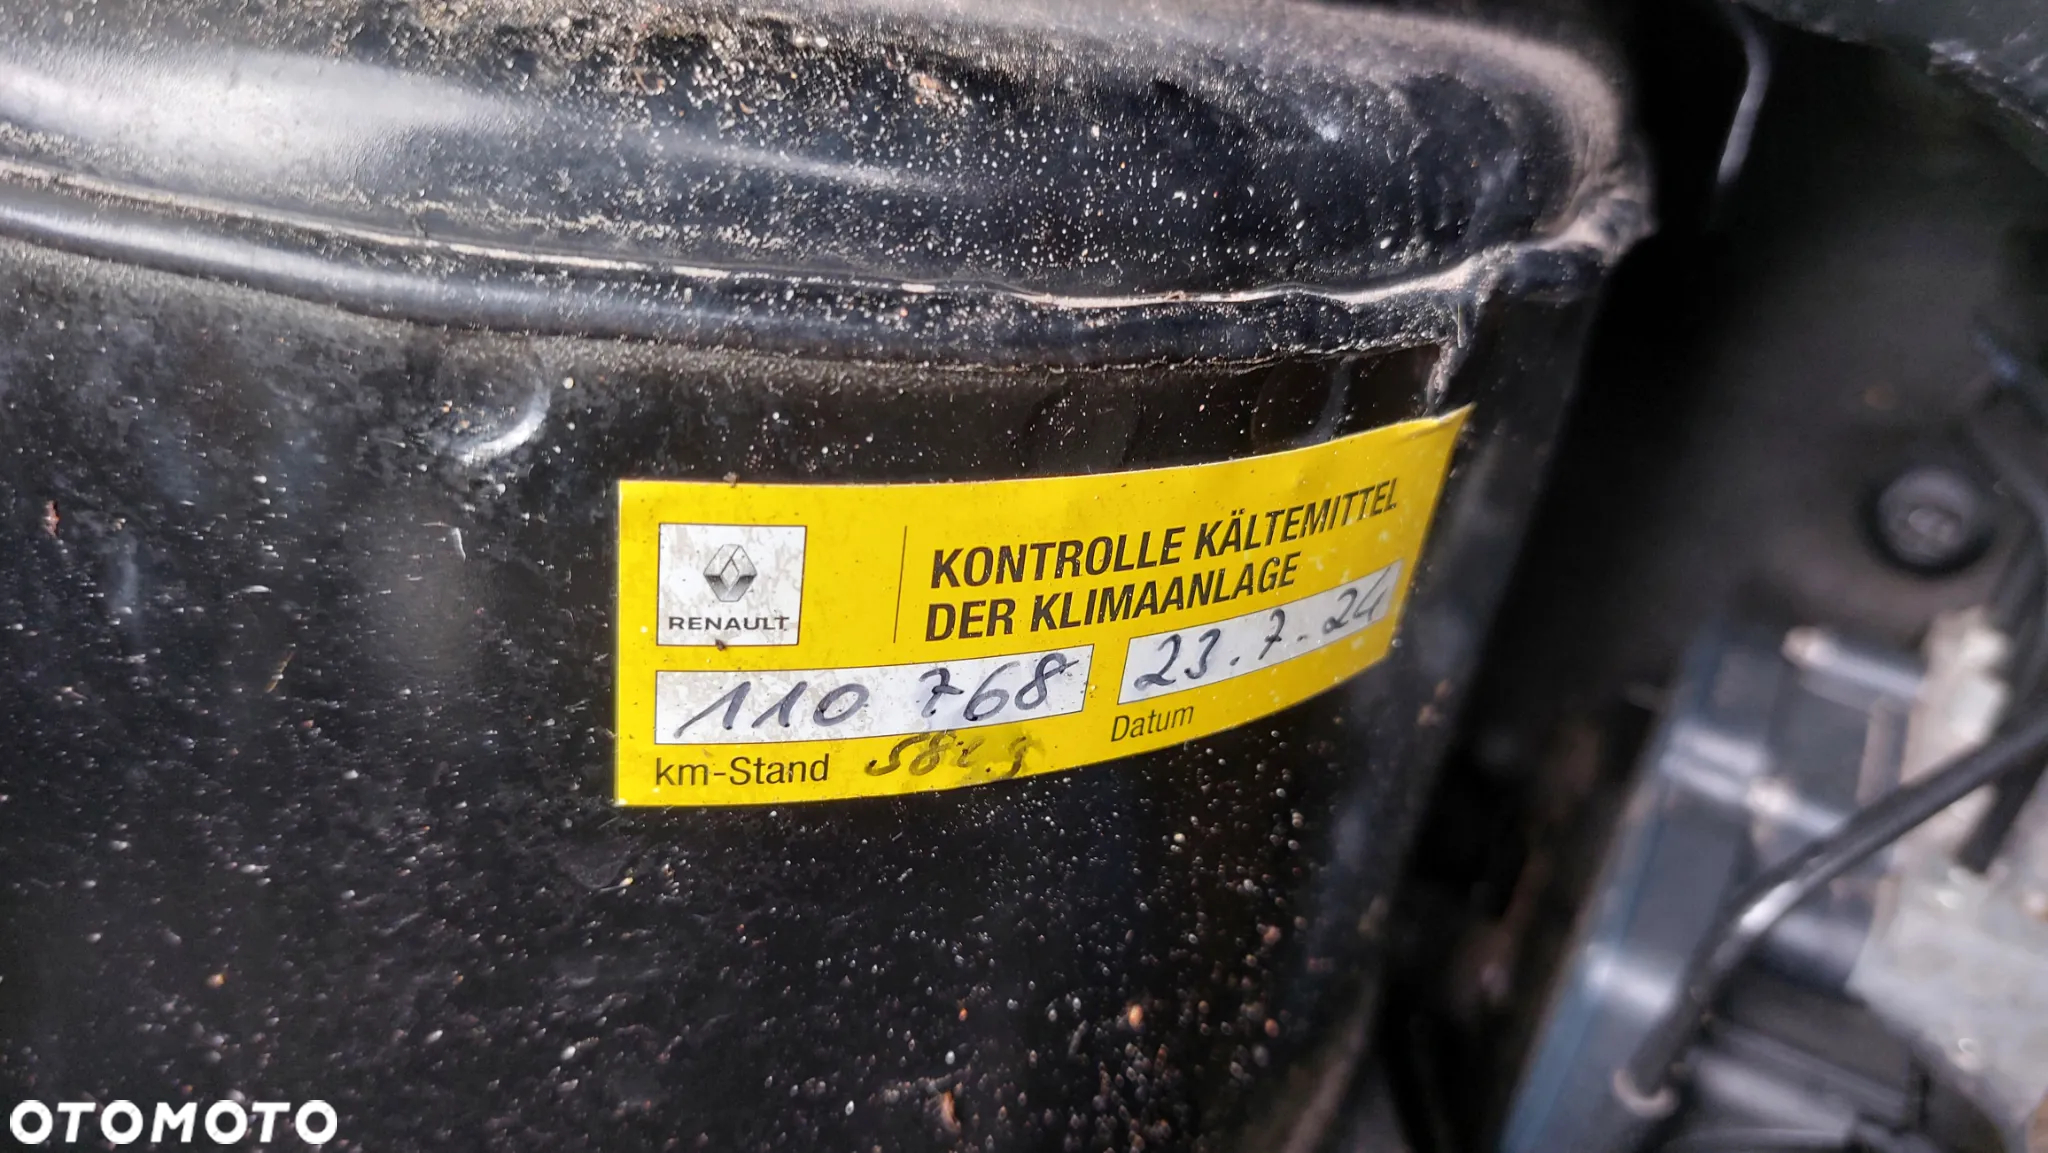 RENAULT
KONTROLLE KÄLTEMITTEL
DER KLIMAANLAGE
110 768
23.7.24
km-Stand
Datum
OTOMOTO